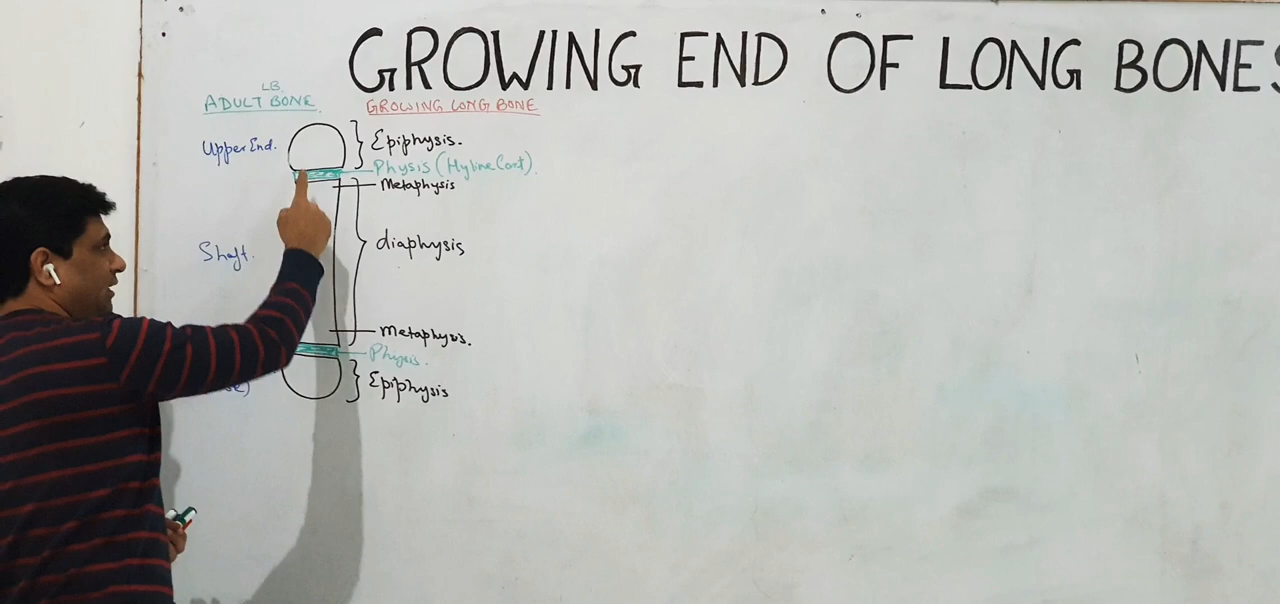 GROWING END OF LONG BONES
LB.
ADULT BONE.
GROWING LONG BONE
Upper End.
Epiphysis.
Physis (Hyline Cart).
Metaphysis
Shaft.
diaphysis
Metaphysis.
Physis.
Epiphysis